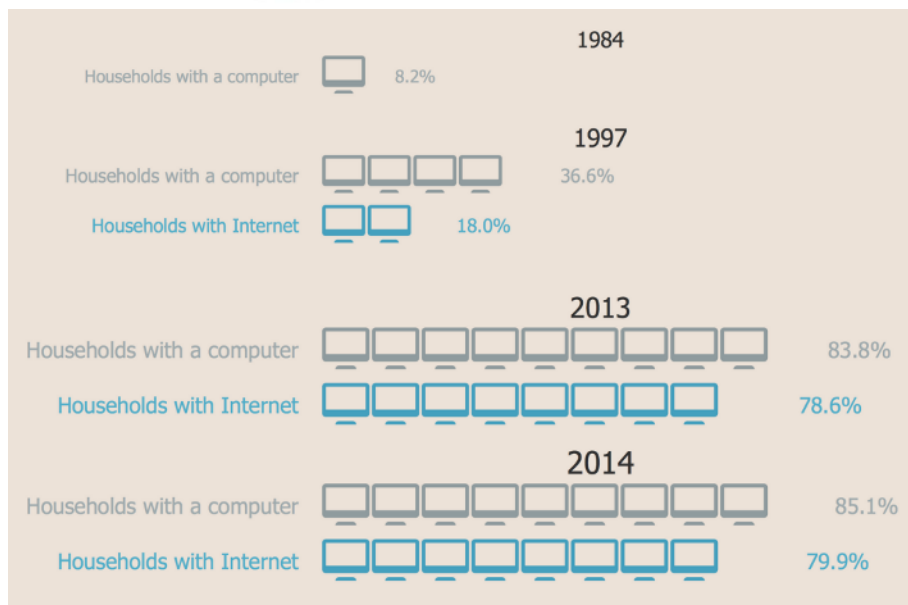 1984
Households with a computer 8.2%
1997
Households with a computer 36.6%
Households with Internet 18.0%
2013
Households with a computer 83.8%
Households with Internet 78.6%
2014
Households with a computer 85.1%
Households with Internet 79.9%